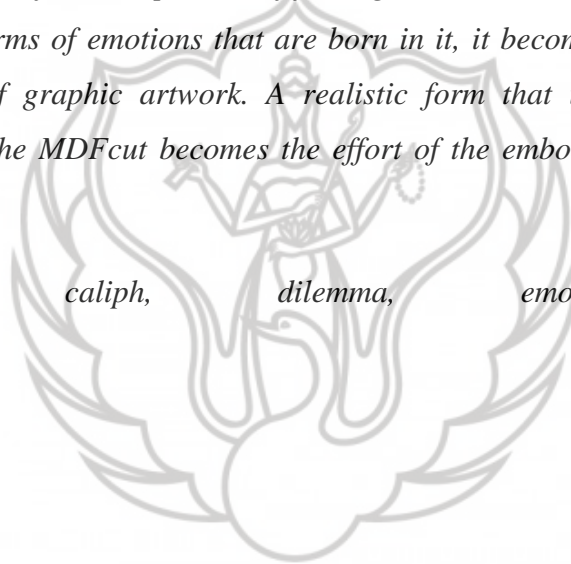 rms of emotions that are born in it, it becom
f graphic artwork. A realistic form that
he MDFcut becomes the effort of the embo
caliph, dilemma, emo